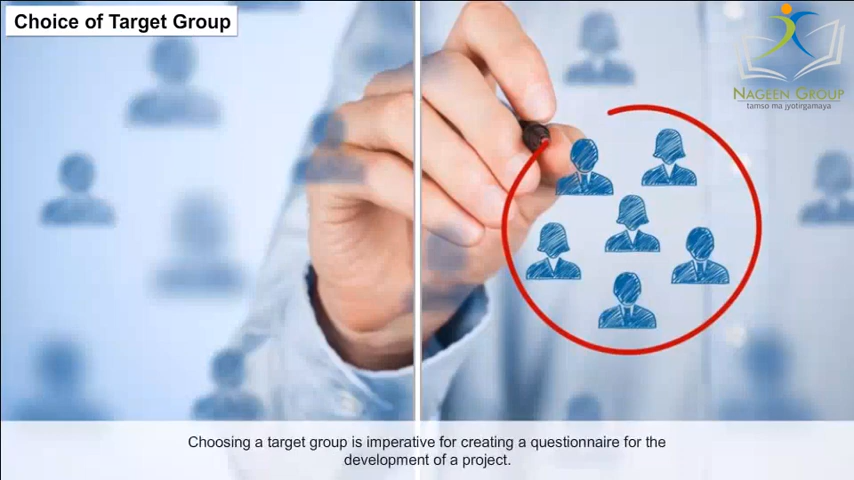 Choice of Target Group
NAGEEN GROUP
tamso ma jyotirgamaya
Choosing a target group is imperative for creating a questionnaire for the
development of a project.